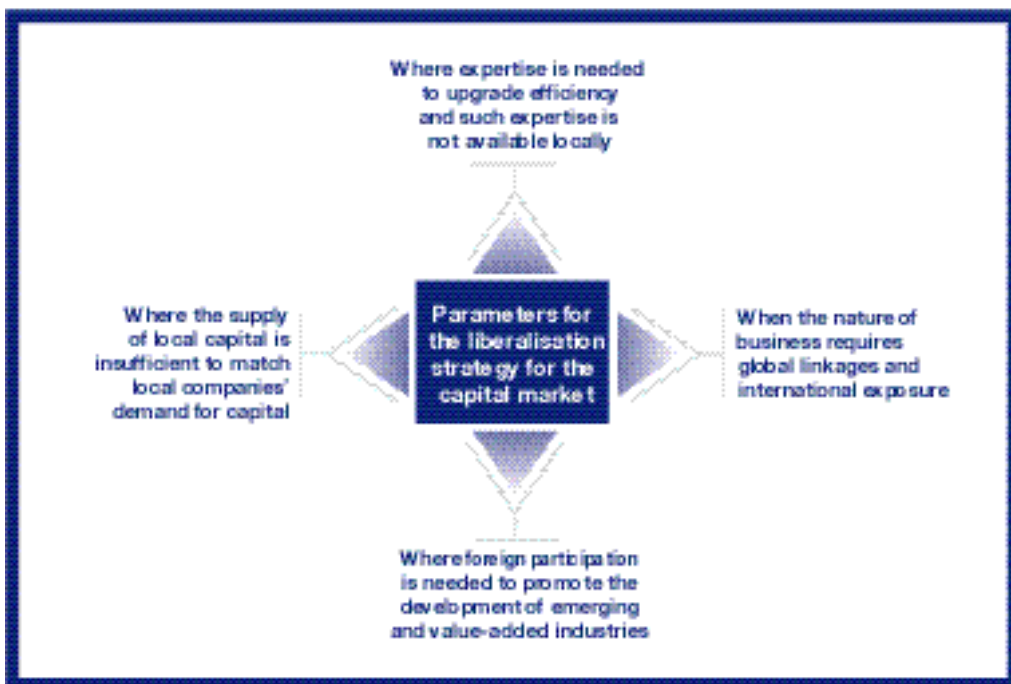 Where expertise is needed
to upgrade efficiency
and such expertise is
not available locally
Where the supply
of local capital is
insufficient to match
local companies'
demand for capital
Parameters for
the liberalisation
strategy for the
capital market
When the nature of
business requires
global linkages and
international exposure
Where foreign participation
is needed to promote the
development of emerging
and value-added industries